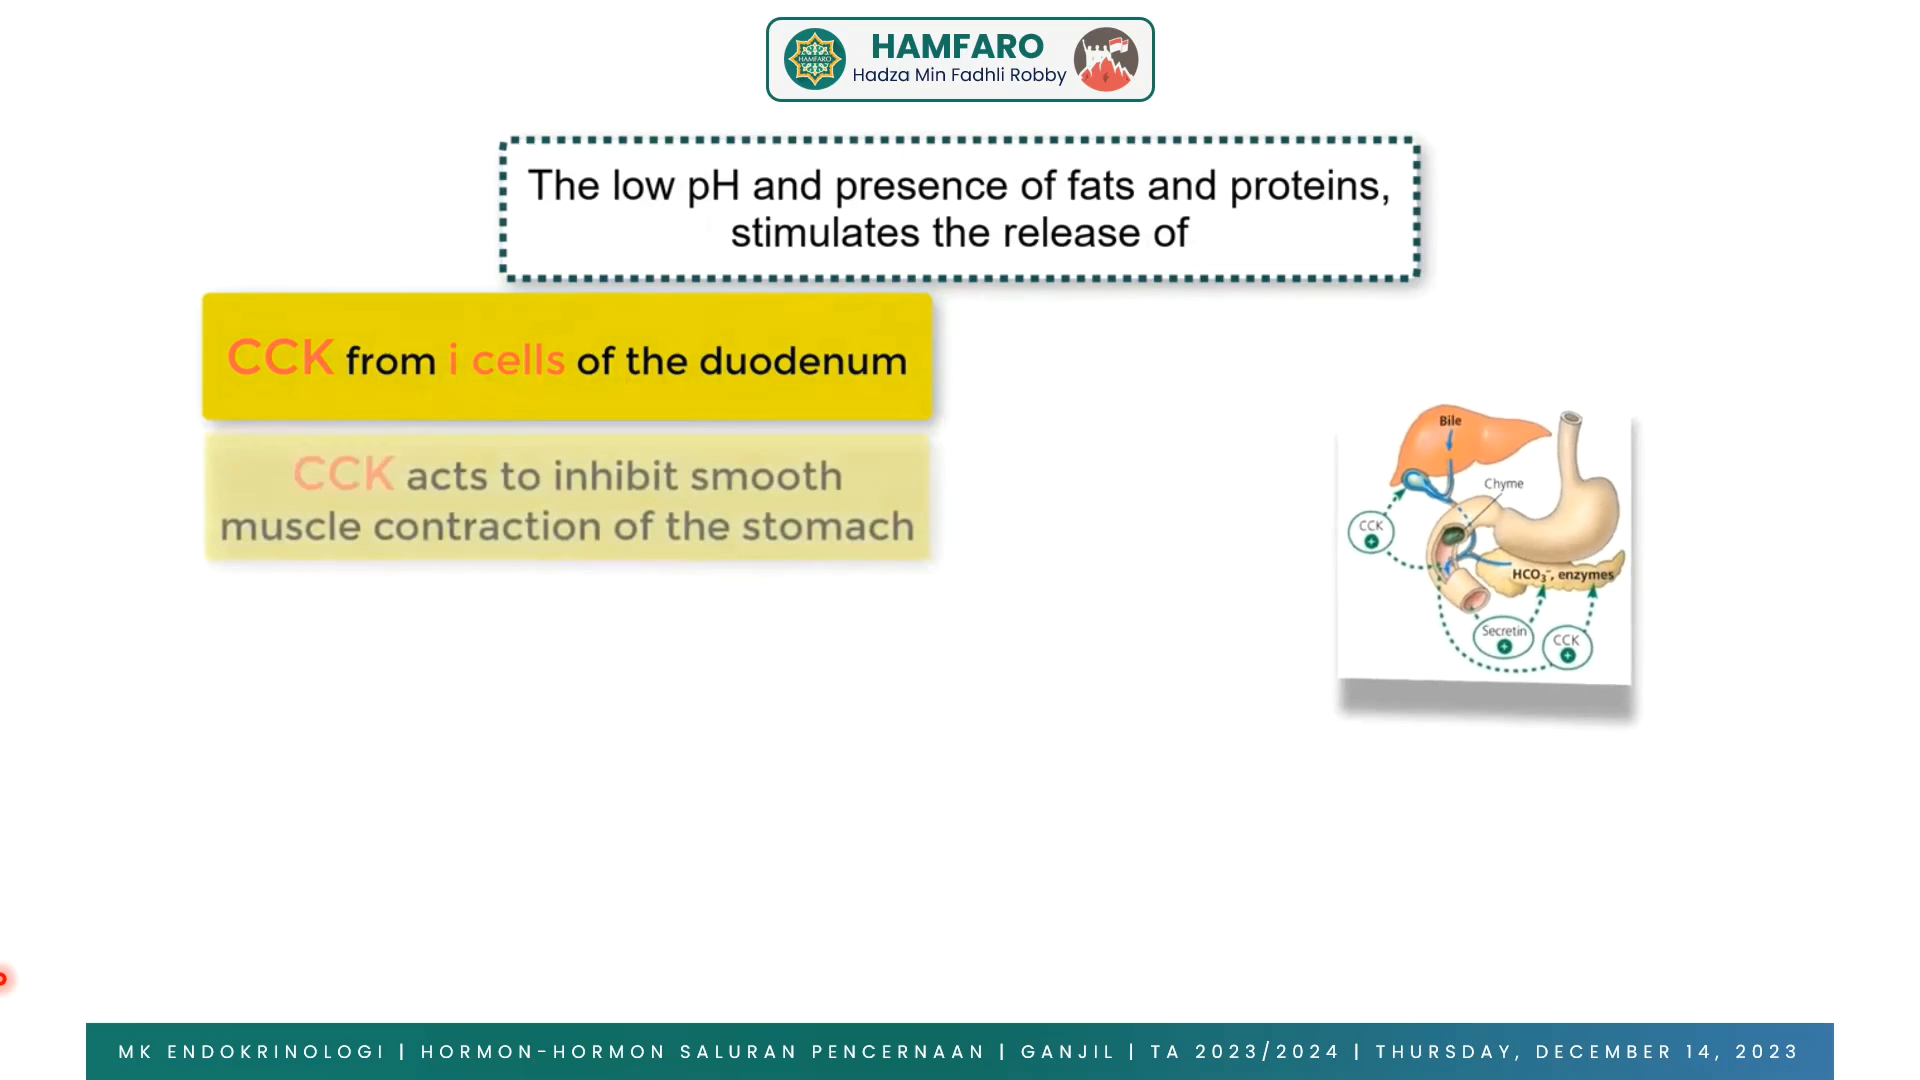 HAMFARO
Hadza Min Fadhli Robby
HAMFARO
The low pH and presence of fats and proteins,
stimulates the release of
CCK from i cells of the duodenum
CCK acts to inhibit smooth
muscle contraction of the stomach
Bile
Chyme
CCK
+
HCO3-, enzymes
Secretin
+
CCK
+
MK ENDOKRINOLOGI | HORMON-HORMON SALURAN PENCERNAAN | GANJIL | TA 2023/2024 | THURSDAY, DECEMBER 14, 2023